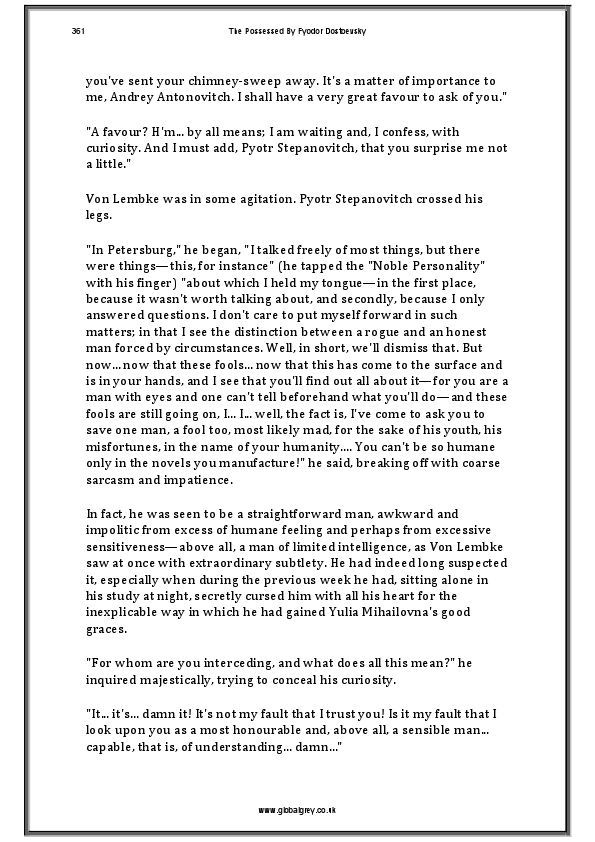 361
The Possessed By Fyodor Dostoevsky
you've sent your chimney-sweep away. It's a matter of importance to
me, Andrey Antonovitch. I shall have a very great favour to ask of you."
"A favour? H'm... by all means; I am waiting and, I confess, with
curiosity. And I must add, Pyotr Stepanovitch, that you surprise me not
a little."
Von Lembke was in some agitation. Pyotr Stepanovitch crossed his
legs.
"In Petersburg," he began, "I talked freely of most things, but there
were things—this, for instance" (he tapped the "Noble Personality"
with his finger) "about which I held my tongue—in the first place,
because it wasn't worth talking about, and secondly, because I only
answered questions. I don't care to put myself forward in such
matters; in that I see the distinction between a rogue and an honest
man forced by circumstances. Well, in short, we'll dismiss that. But
now... now that these fools... now that this has come to the surface and
is in your hands, and I see that you'll find out all about it—for you are a
man with eyes and one can't tell beforehand what you'll do—and these
fools are still going on, I... I... well, the fact is, I've come to ask you to
save one man, a fool too, most likely mad, for the sake of his youth, his
misfortunes, in the name of your humanity.... You can't be so humane
only in the novels you manufacture!" he said, breaking off with coarse
sarcasm and impatience.
In fact, he was seen to be a straightforward man, awkward and
impolitic from excess of humane feeling and perhaps from excessive
sensitiveness—above all, a man of limited intelligence, as Von Lembke
saw at once with extraordinary subtlety. He had indeed long suspected
it, especially when during the previous week he had, sitting alone in
his study at night, secretly cursed him with all his heart for the
inexplicable way in which he had gained Yulia Mihailovna's good
graces.
"For whom are you interceding, and what does all this mean?" he
inquired majestically, trying to conceal his curiosity.
"It... it's... damn it! It's not my fault that I trust you! Is it my fault that I
look upon you as a most honourable and, above all, a sensible man...
capable, that is, of understanding... damn..."
www.globalgrey.co.uk